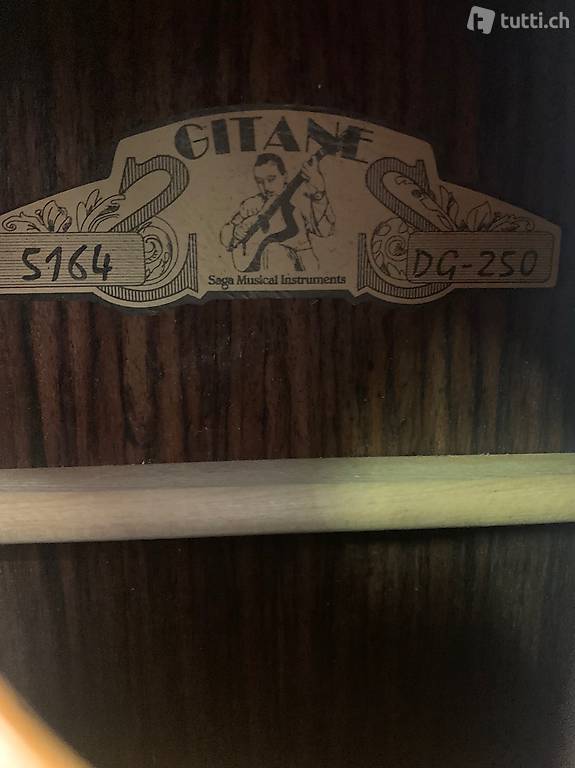 tutti.ch
GITANE
5164
DG-250
Saga Musical Instruments